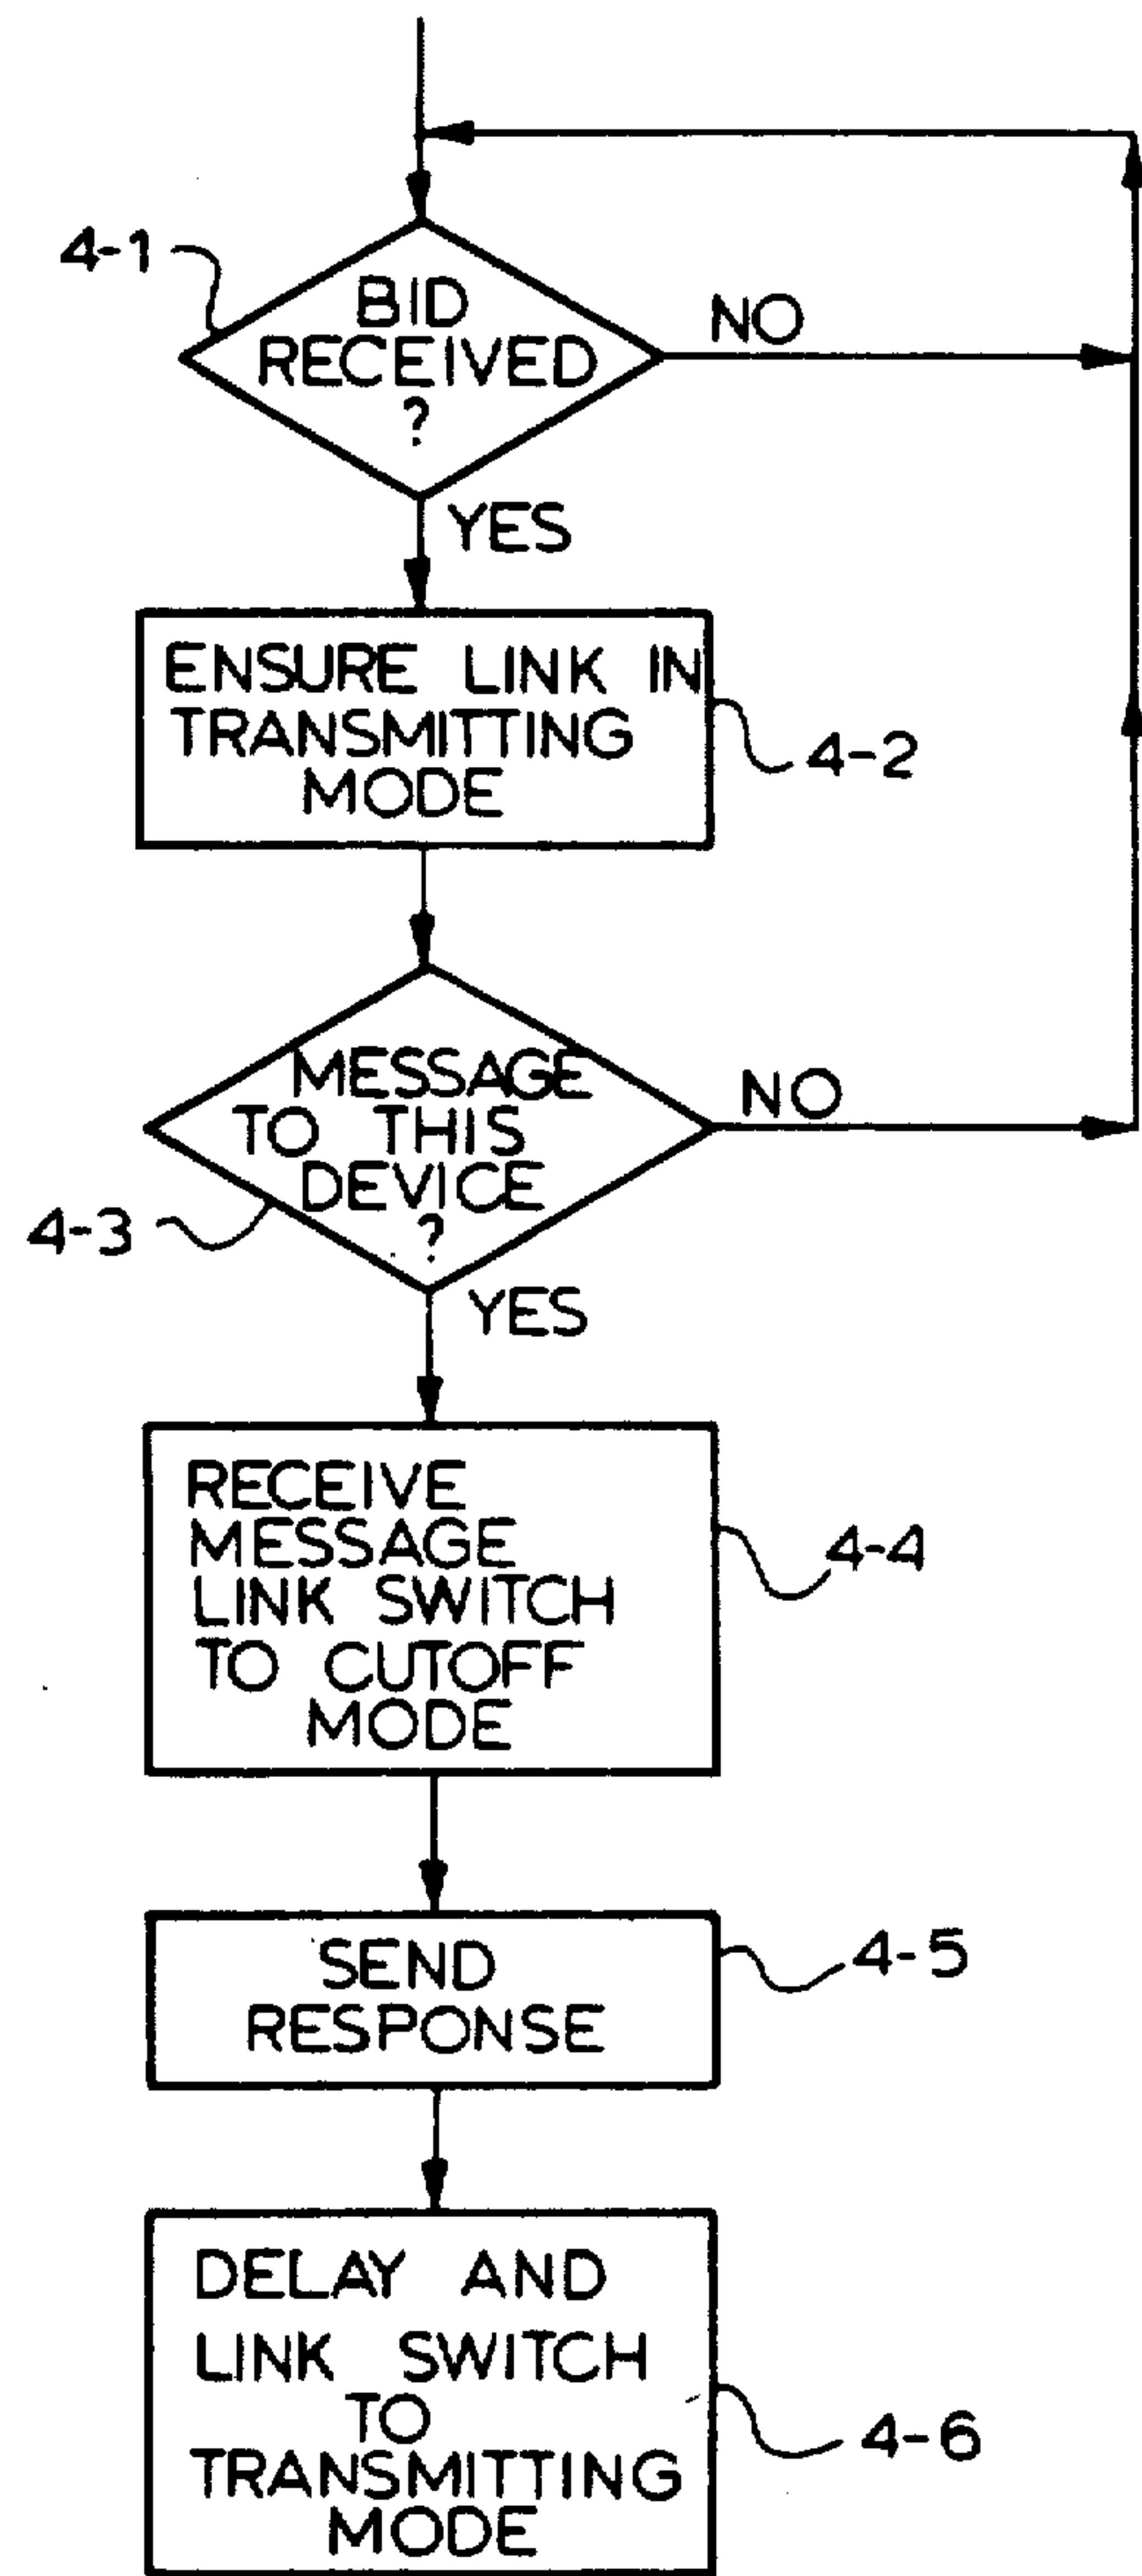 4-1
BID
RECEIVED
?
NO
YES
ENSURE LINK IN
TRANSMITTING
MODE
4-2
MESSAGE
TO THIS
DEVICE
?
NO
4-3
YES
RECEIVE
MESSAGE
LINK SWITCH
TO CUTOFF
MODE
4-4
SEND
RESPONSE
4-5
DELAY AND
LINK SWITCH
TO
TRANSMITTING
MODE
4-6